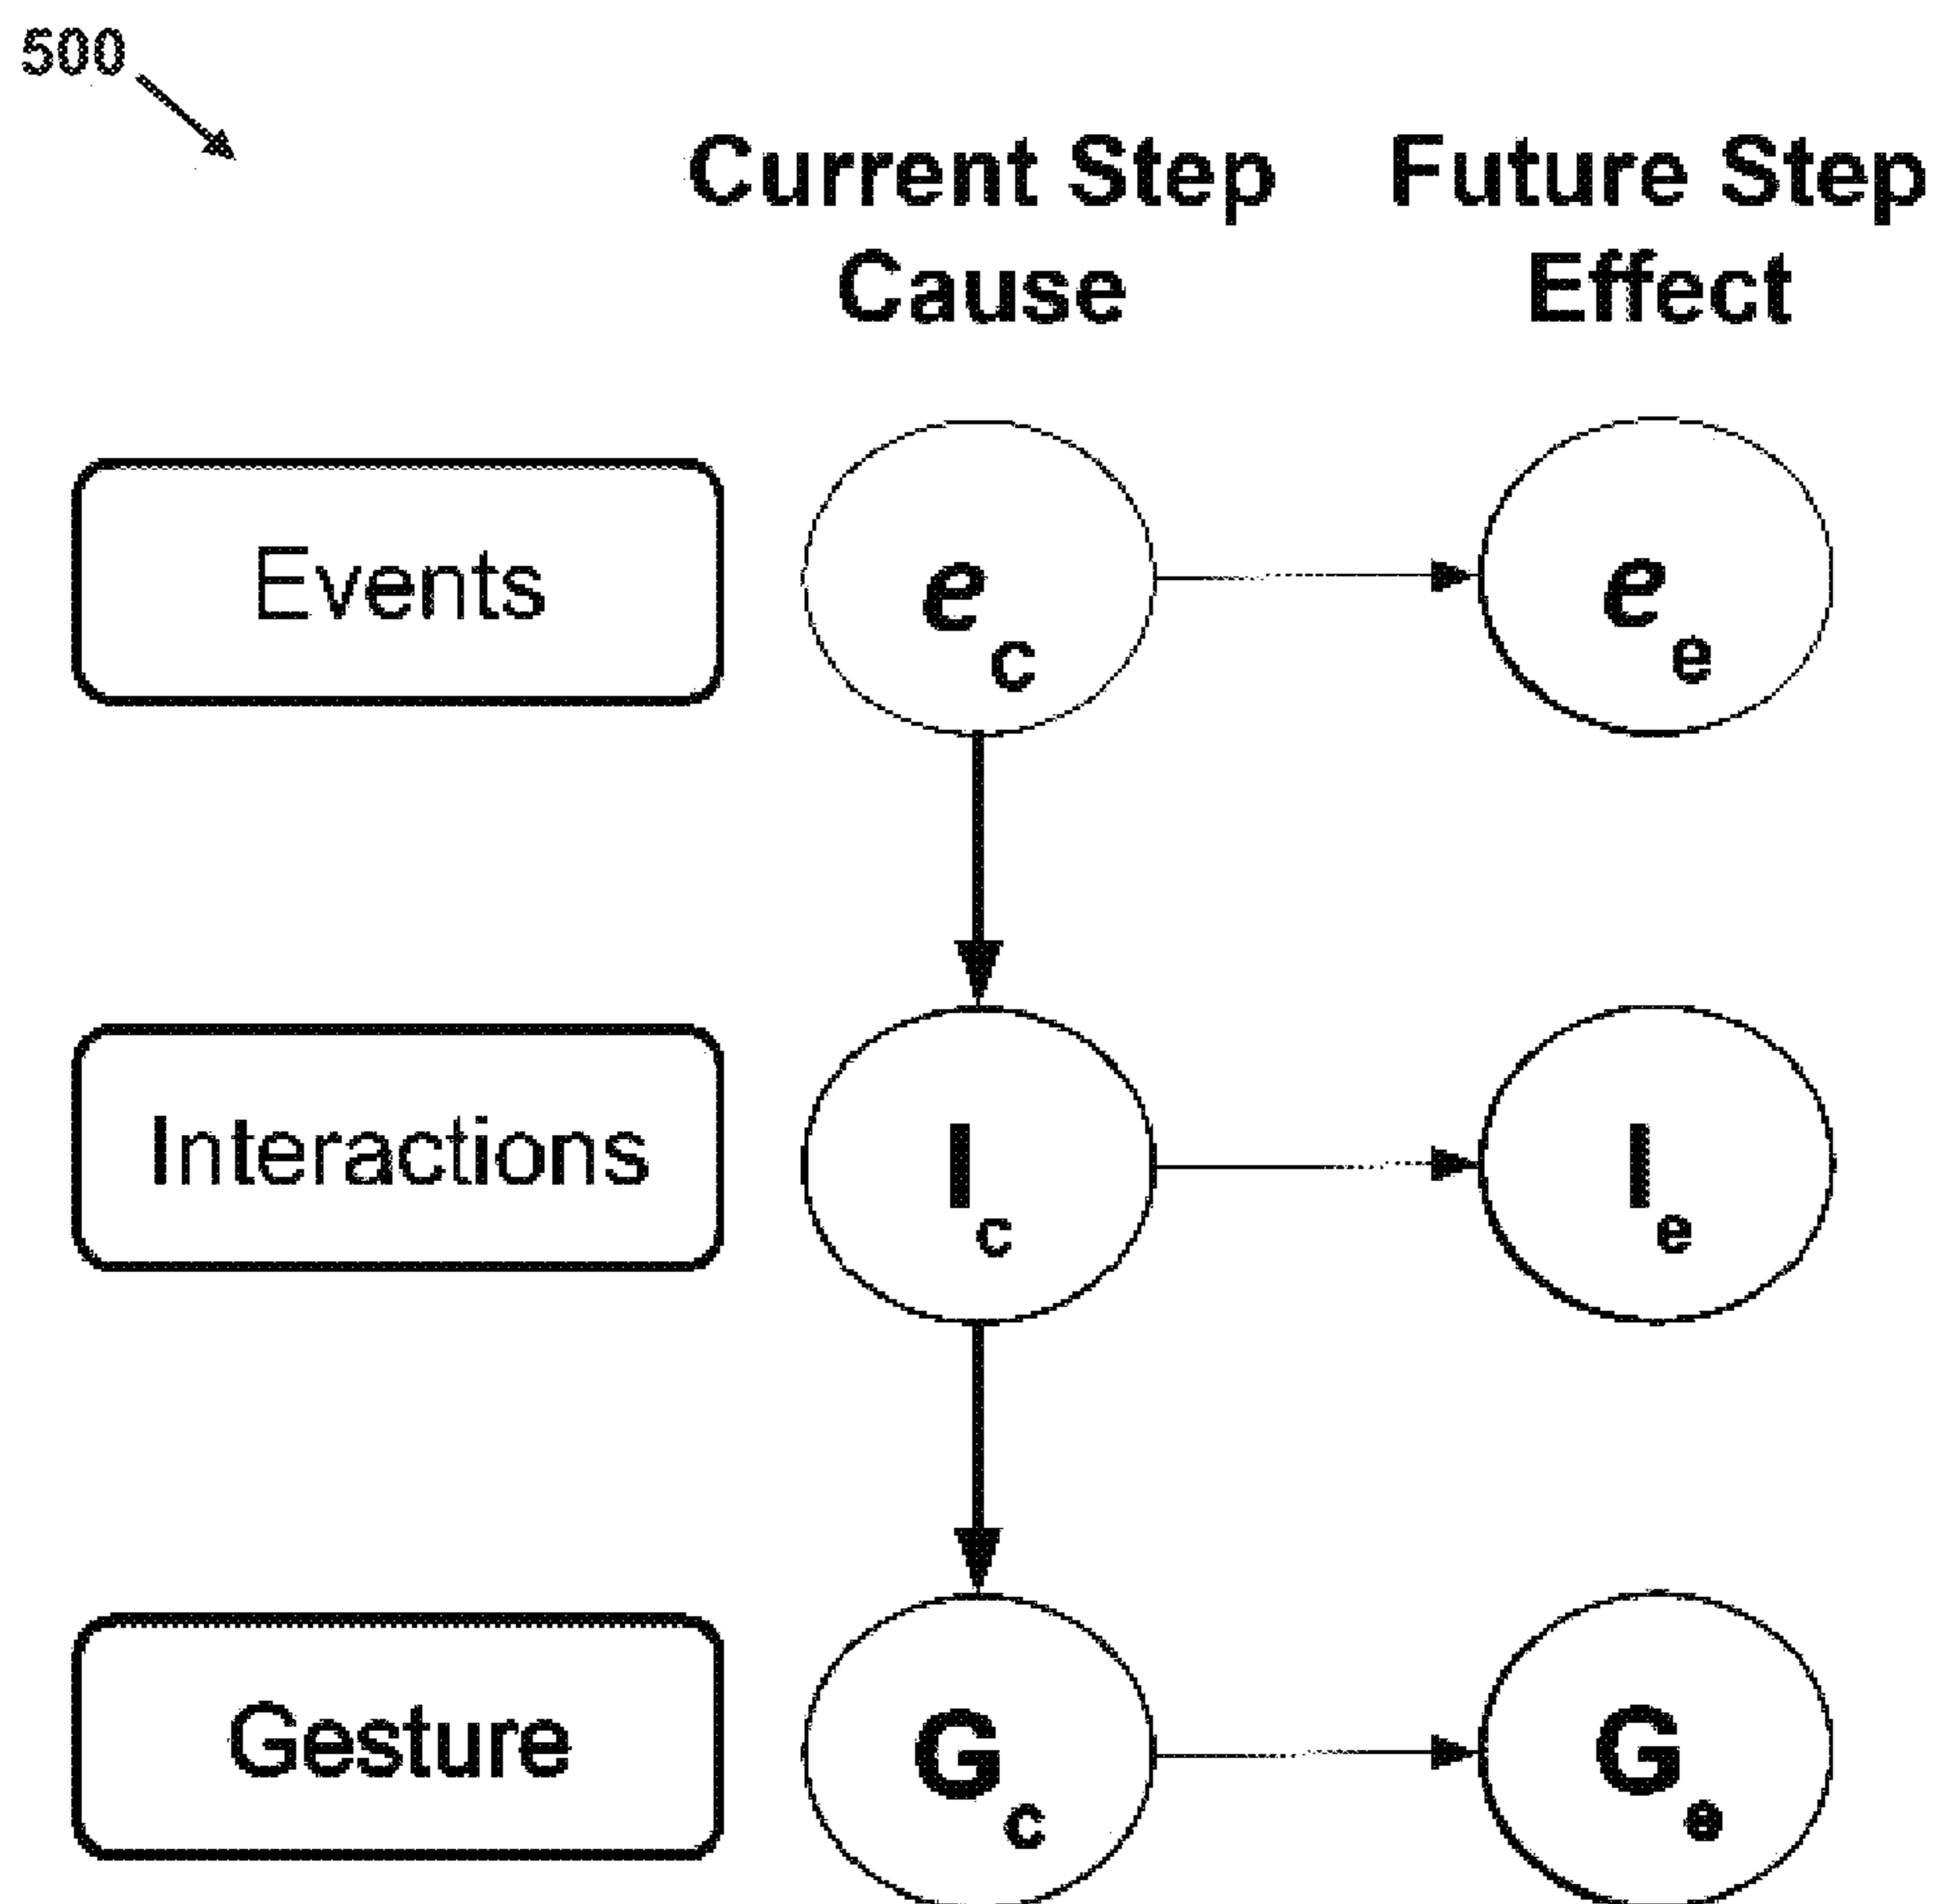 500
Current Step Future Step
Cause Effect
Events e c e e
Interactions I c I e
Gesture G c G e